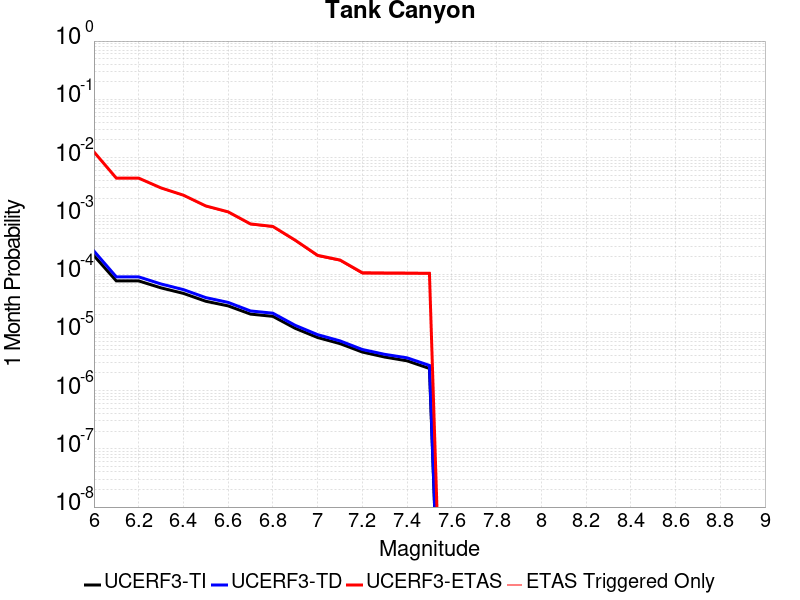 Tank Canyon
10^0
10^-1
10^-2
10^-3
10^-4
10^-5
10^-6
10^-7
10^-8
1 Month Probability
6 6.2 6.4 6.6 6.8 7 7.2 7.4 7.6 7.8 8 8.2 8.4 8.6 8.8 9
Magnitude
UCERF3-TI UCERF3-TD UCERF3-ETAS ETAS Triggered Only